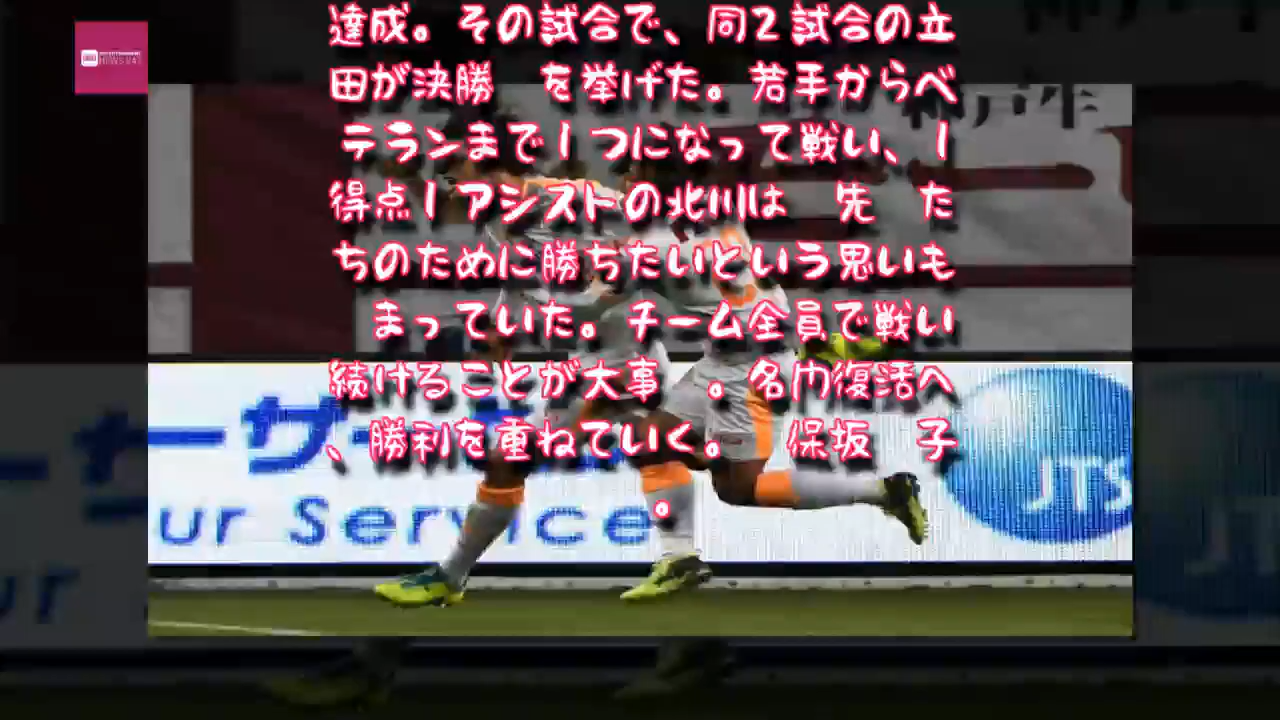 達成。その試合で、同2試合の立
田が決勝　を挙げた。若手からベ
テランまで1つになって戦い、1
得点1アシストの北川は　先　た
ちのために勝ちたいという思いも
　まっていた。チーム全員で戦い
続けることが大事　。名門復活へ
、勝利を重ねていく。　保坂　子
。
ーサー
ur Service
JTS